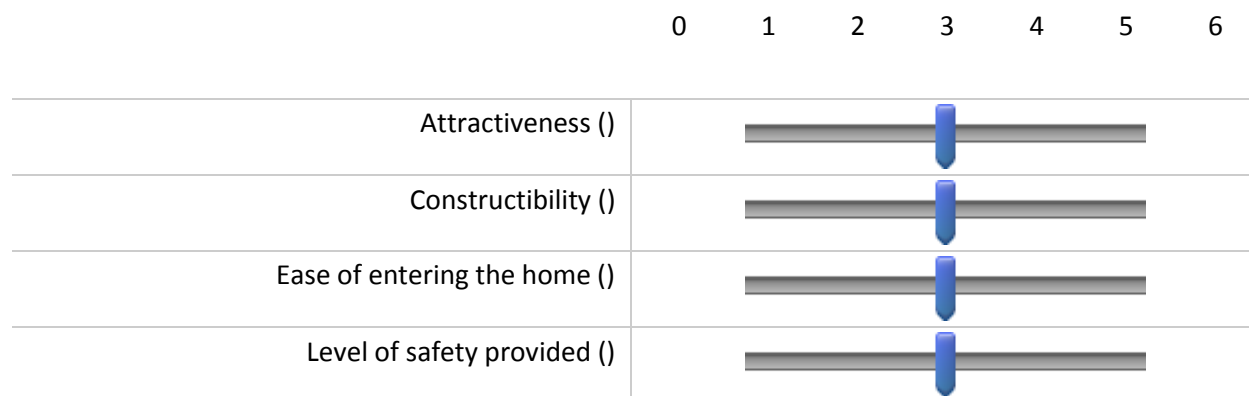 0 1 2 3 4 5 6
Attractiveness ()
Constructibility ()
Ease of entering the home ()
Level of safety provided ()